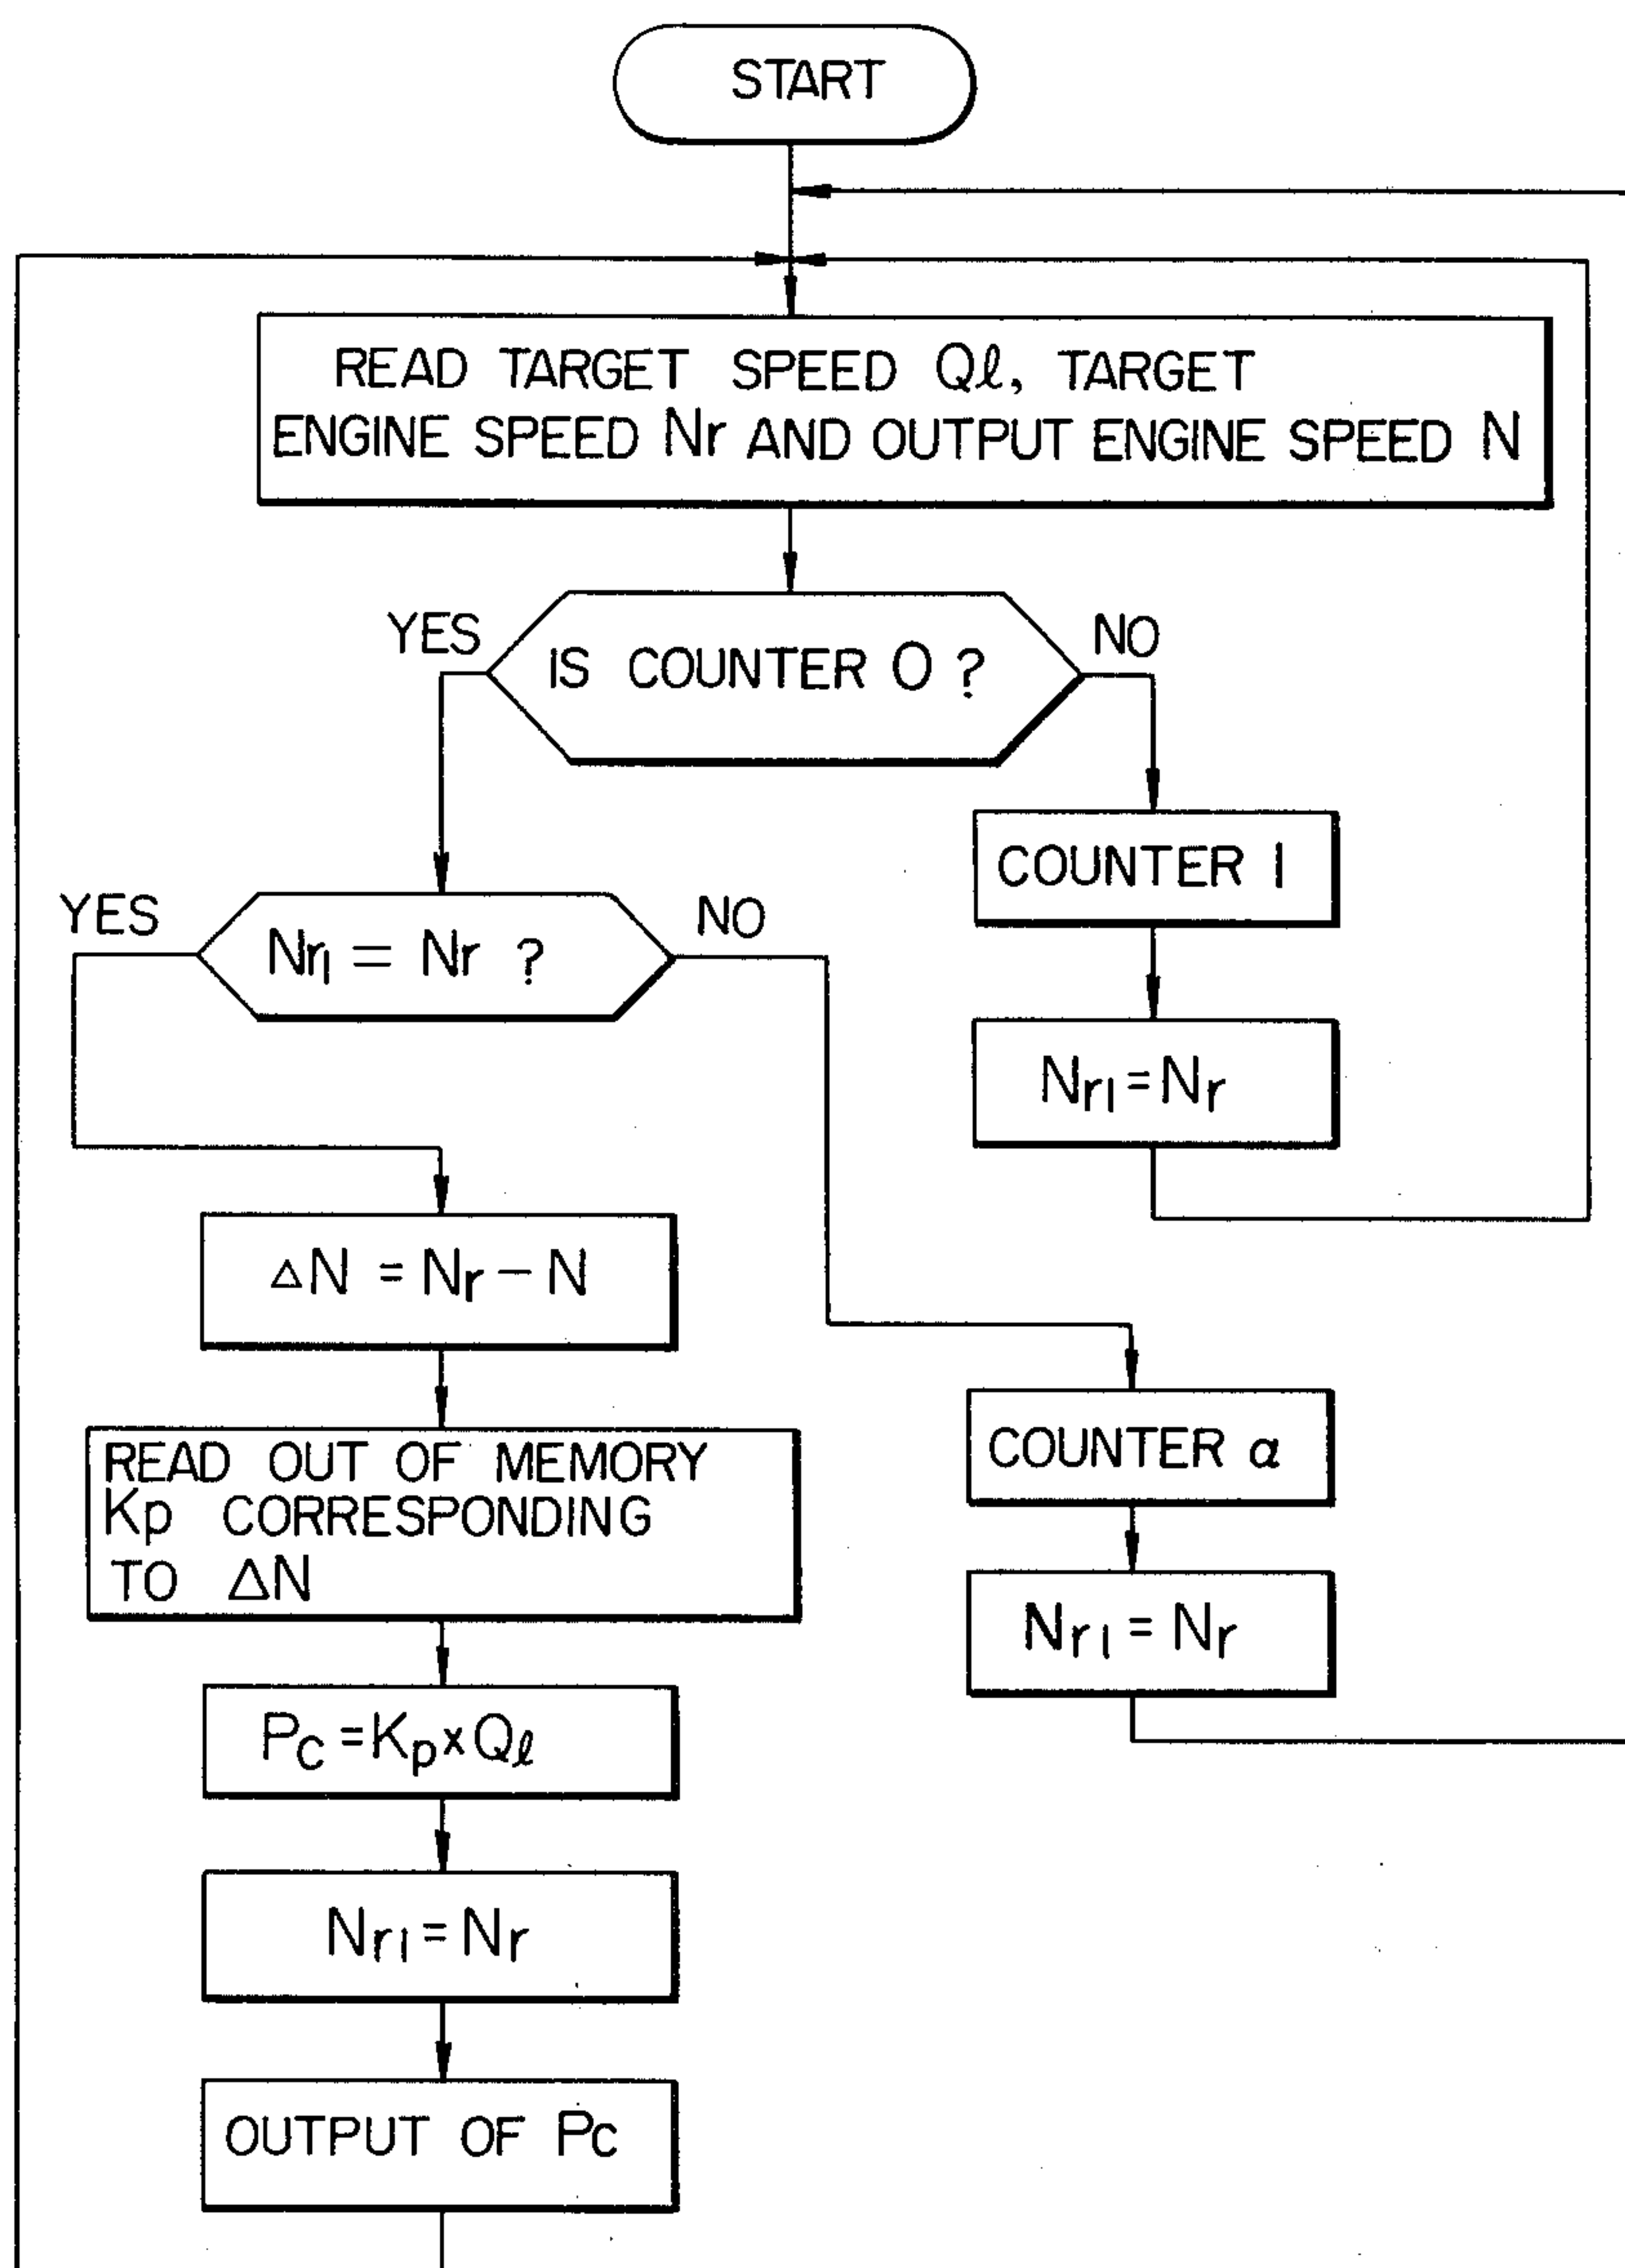 START
READ TARGET SPEED Qℓ, TARGET
ENGINE SPEED Nr AND OUTPUT ENGINE SPEED N
YES
IS COUNTER 0 ?
NO
COUNTER 1
Nr1 = Nr
YES
Nr1 = Nr ?
NO
ΔN = Nr – N
READ OUT OF MEMORY
Kp CORRESPONDING
TO ΔN
Pc = Kp x Qℓ
Nr1 = Nr
OUTPUT OF Pc
COUNTER α
Nr1 = Nr